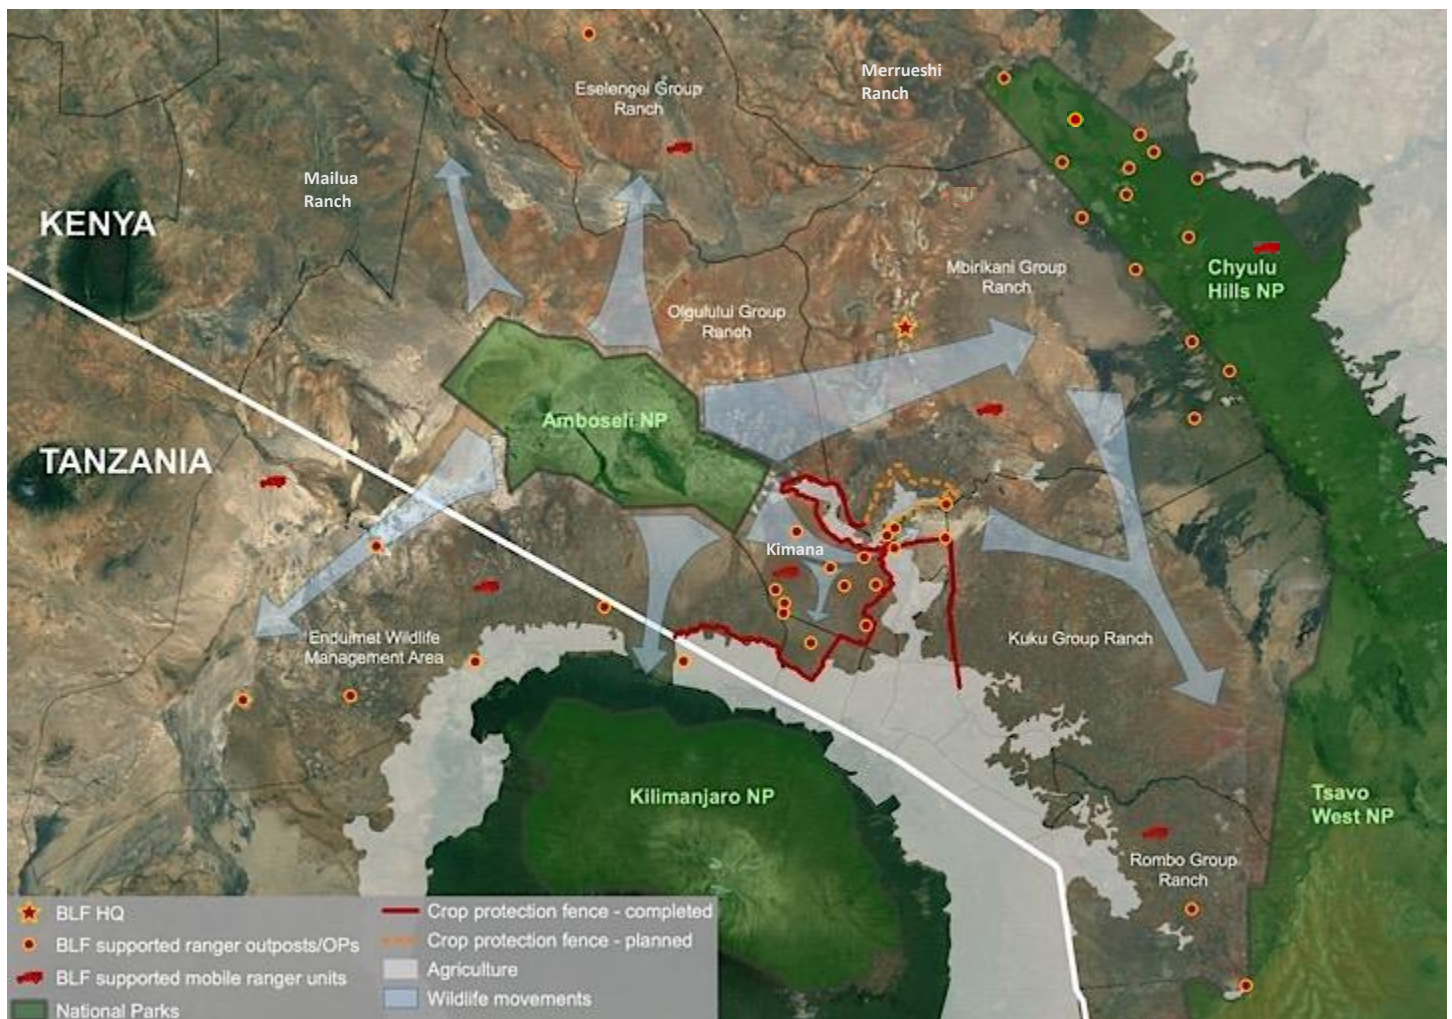 Eselengei Group
Ranch
Merrueshi
Ranch
Mailua
Ranch
KENYA
Mbirikani Group
Ranch
Chyulu
Hills NP
Olgulului Group
Ranch
Amboseli NP
TANZANIA
Kimana
Enduimet Wildlife
Management Area
Kuku Group Ranch
Kilimanjaro NP
Tsavo
West NP
Rombo Group
Ranch
BLF HQ
BLF supported ranger outposts/OPs
BLF supported mobile ranger units
National Parks
Crop protection fence - completed
Crop protection fence - planned
Agriculture
Wildlife movements